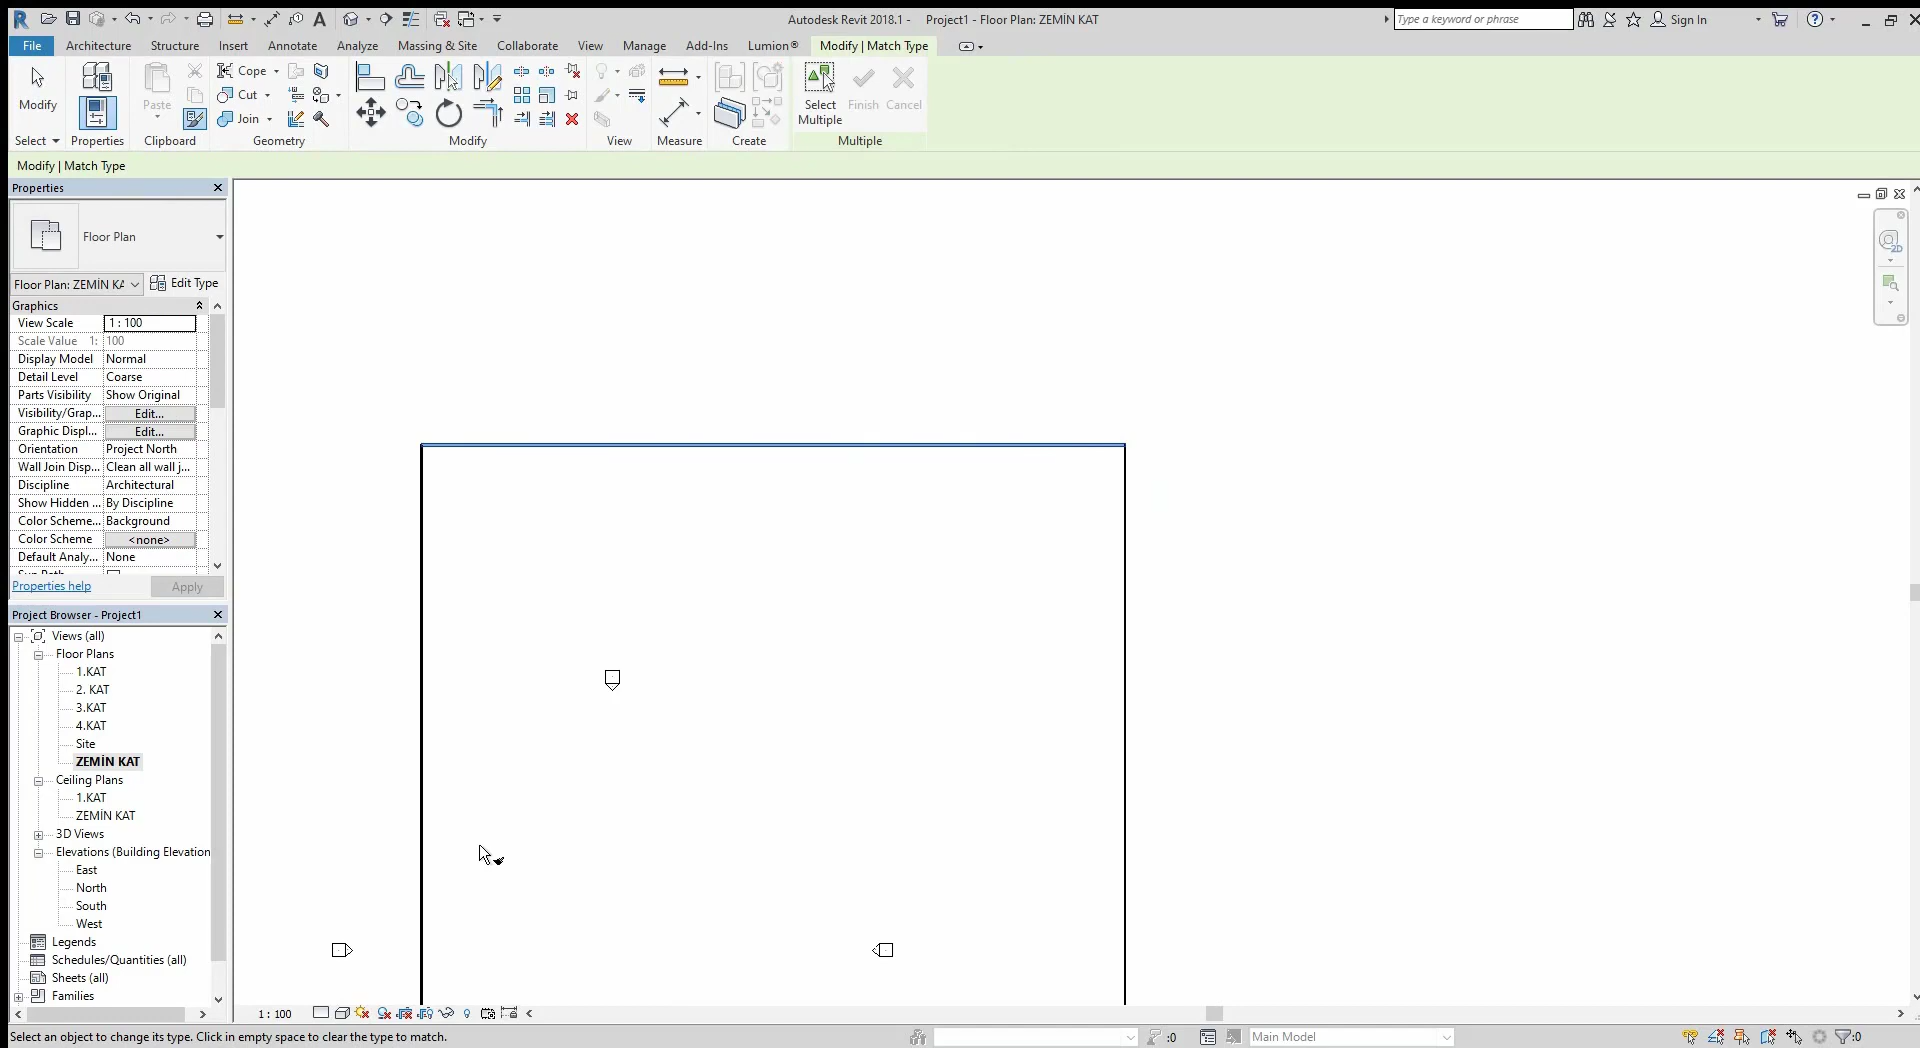 Autodesk Revit 2018.1 - Project1 - Floor Plan: ZEMİN KAT
Type a keyword or phrase
Sign In
File Architecture Structure Insert Annotate Analyze Massing & Site Collaborate View Manage Add-Ins Lumion® Modify | Match Type
Modify
Paste
Cope
Cut
Join
Select Multiple
Finish
Cancel
Select Properties Clipboard Geometry Modify View Measure Create Multiple
Modify | Match Type
Properties
Floor Plan
Floor Plan: ZEMİN KA
Edit Type
Graphics
View Scale 1 : 100
Scale Value 1: 100
Display Model Normal
Detail Level Coarse
Parts Visibility Show Original
Visibility/Grap... Edit...
Graphic Displ... Edit...
Orientation Project North
Wall Join Disp... Clean all wall j...
Discipline Architectural
Show Hidden ... By Discipline
Color Scheme... Background
Color Scheme <none>
Default Analy... None
Properties help Apply
Project Browser - Project1
Views (all)
Floor Plans
1.KAT
2. KAT
3.KAT
4.KAT
Site
ZEMİN KAT
Ceiling Plans
1.KAT
ZEMİN KAT
3D Views
Elevations (Building Elevation
East
North
South
West
Legends
Schedules/Quantities (all)
Sheets (all)
Families
2D
1 : 100
Select an object to change its type. Click in empty space to clear the type to match.
:0
Main Model
:0